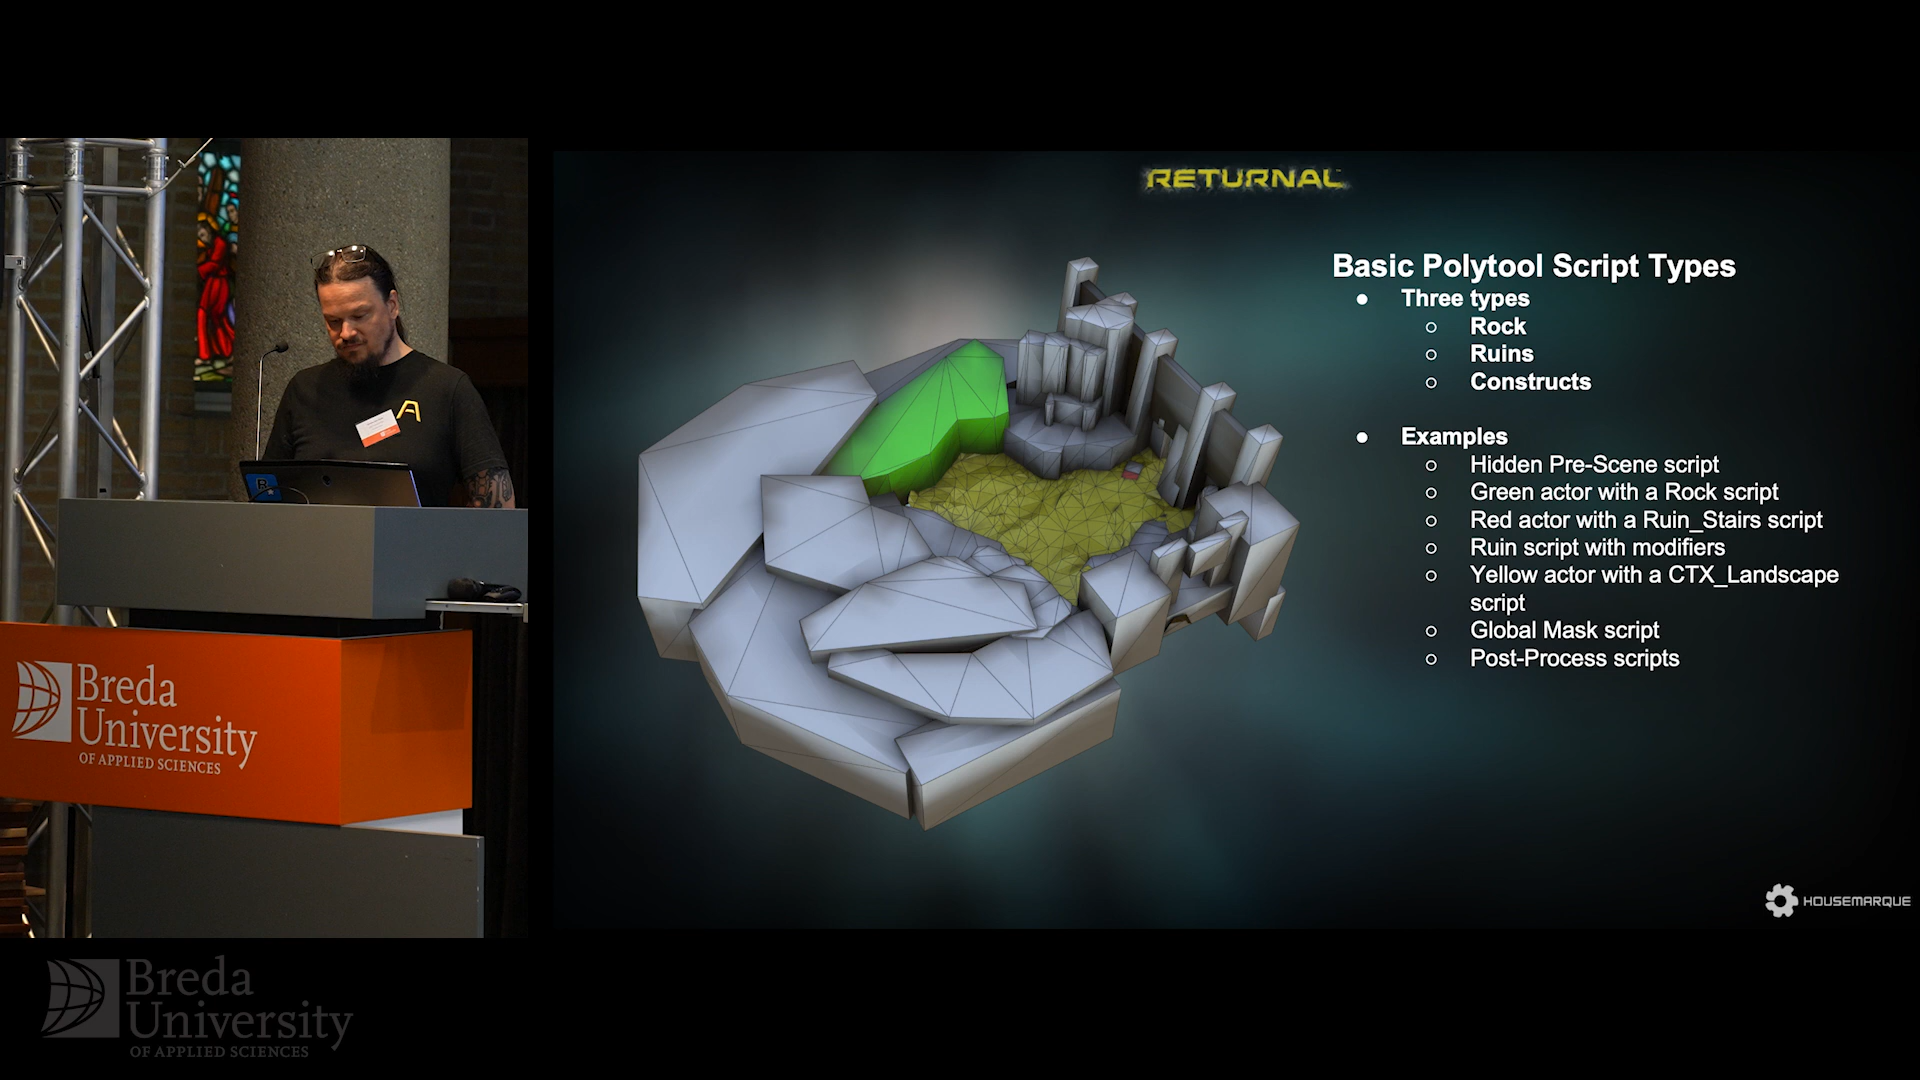 RETURNAL
Basic Polytool Script Types
Three types
Rock
Ruins
Constructs
Examples
Hidden Pre-Scene script
Green actor with a Rock script
Red actor with a Ruin_Stairs script
Ruin script with modifiers
Yellow actor with a CTX_Landscape
script
Global Mask script
Post-Process scripts
HOUSEMARQUE
Breda
University
OF APPLIED SCIENCES
Breda
University
OF APPLIED SCIENCES